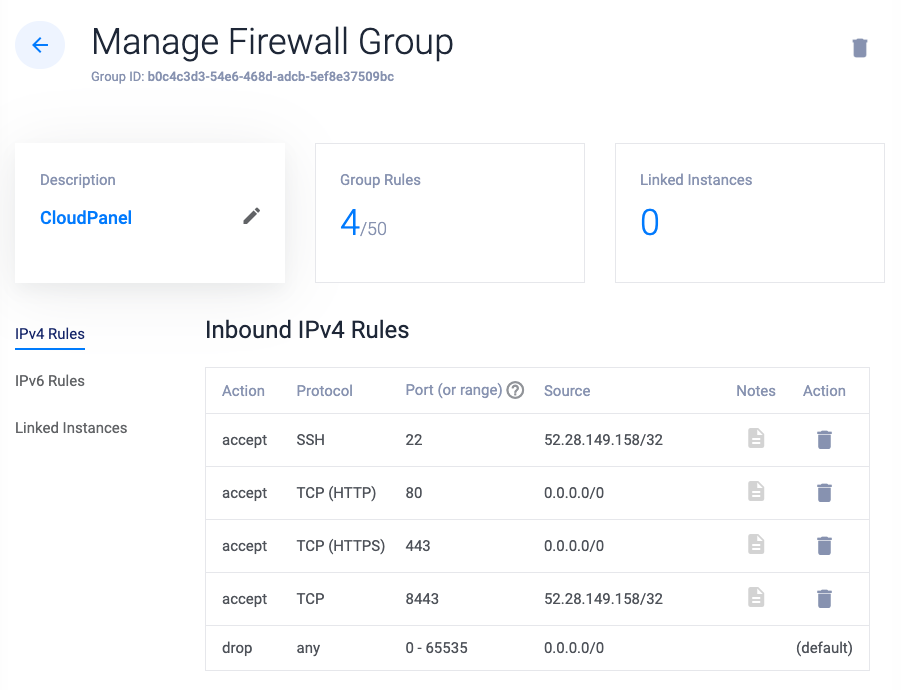 Manage Firewall Group
Group ID: b0c4c3d3-54e6-468d-adcb-5ef8e37509bc
Description
CloudPanel
Group Rules
4/50
Linked Instances
0
IPv4 Rules
IPv6 Rules
Linked Instances
Inbound IPv4 Rules
Action Protocol Port (or range) ? Source Notes Action
accept SSH 22 52.28.149.158/32
accept TCP (HTTP) 80 0.0.0.0/0
accept TCP (HTTPS) 443 0.0.0.0/0
accept TCP 8443 52.28.149.158/32
drop any 0 - 65535 0.0.0.0/0 (default)